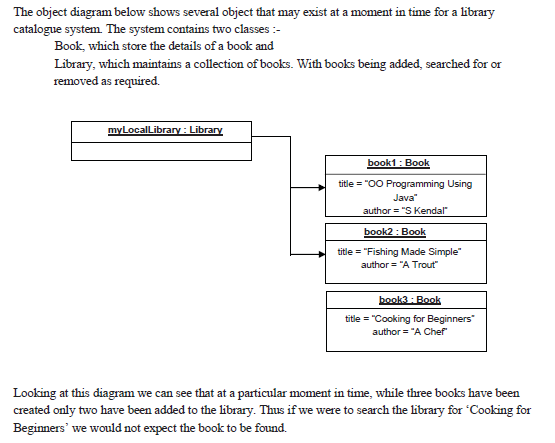 The object diagram below shows several object that may exist at a moment in time for a library
catalogue system. The system contains two classes :-
Book, which store the details of a book and
Library, which maintains a collection of books. With books being added, searched for or
removed as required.
myLocalLibrary : Library
book1 : Book
title = "OO Programming Using
Java"
author = "S Kendal"
book2 : Book
title = "Fishing Made Simple"
author = "A Trout"
book3 : Book
title = "Cooking for Beginners"
author = "A Chef"
Looking at this diagram we can see that at a particular moment in time, while three books have been
created only two have been added to the library. Thus if we were to search the library for ‘Cooking for
Beginners’ we would not expect the book to be found.